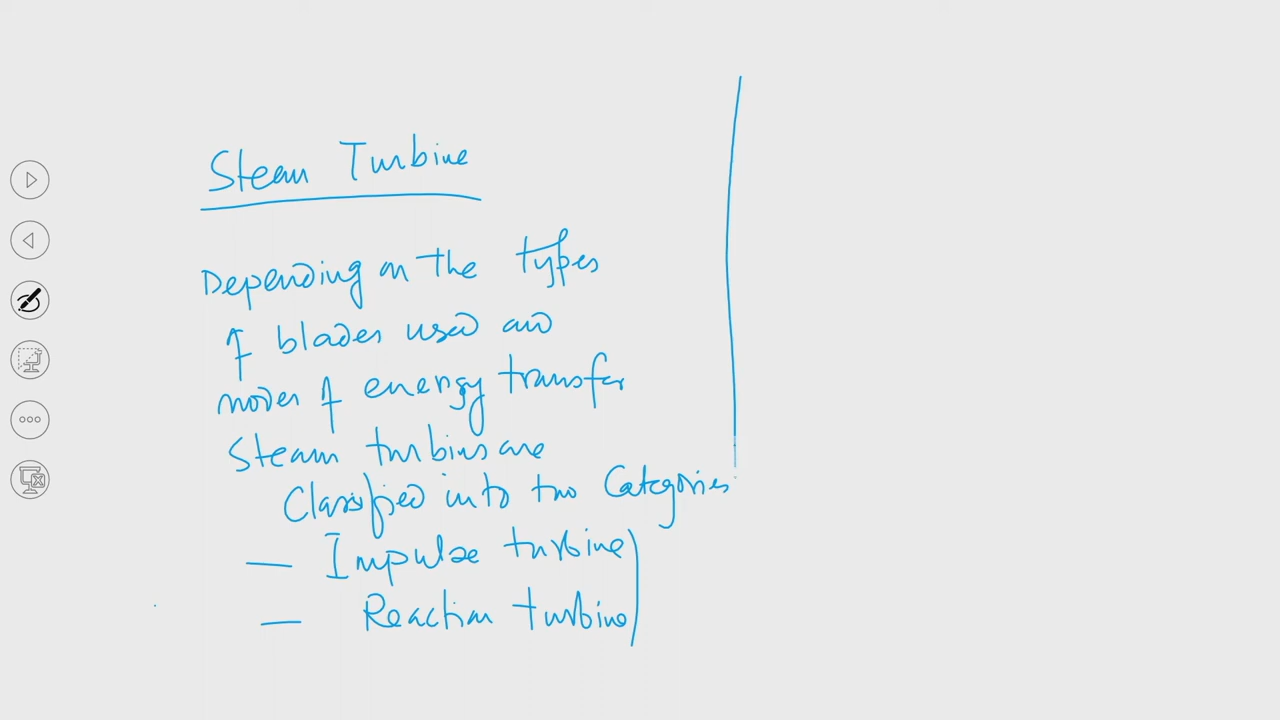 Steam Turbine
Depending on the types
of blades used and
modes of energy transfer
Steam turbins are
Classified into two Categories
— Impulse turbine
— Reaction turbine